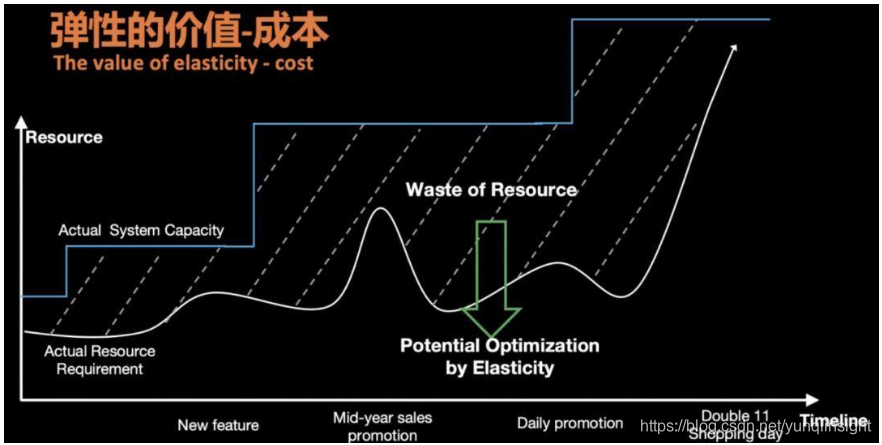 弹性的价值-成本
The value of elasticity - cost
Resource
Waste of Resource
Actual System Capacity
Actual Resource
Requirement
Potential Optimization
by Elasticity
New feature
Mid-year sales
promotion
Daily promotion
Double 11
Shopping day
Timeline
https://blog.csdn.net/yunqiinsight